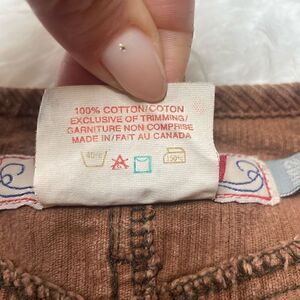 100% COTTON/COTON
EXCLUSIVE OF TRIMMING/
GARNITURE NON COMPRISE
MADE IN/FAIT AU CANADA
40°C 150°C